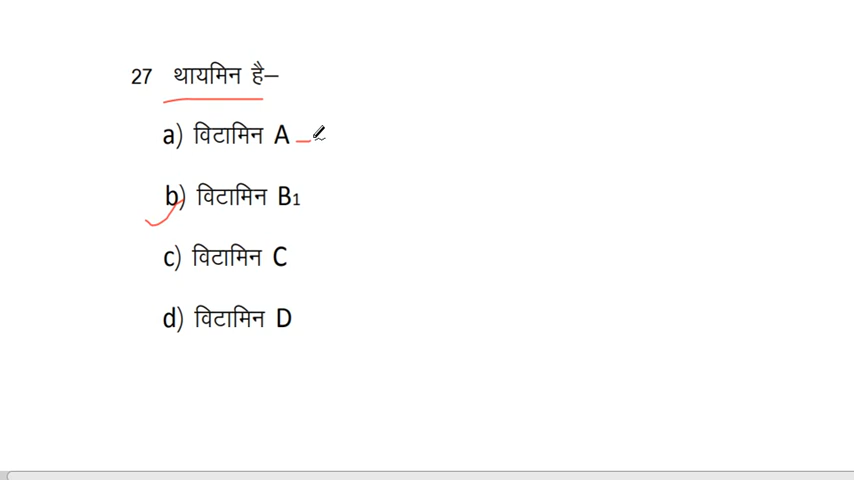 27 थायमिन है–
a) विटामिन A
b) विटामिन B1
c) विटामिन C
d) विटामिन D